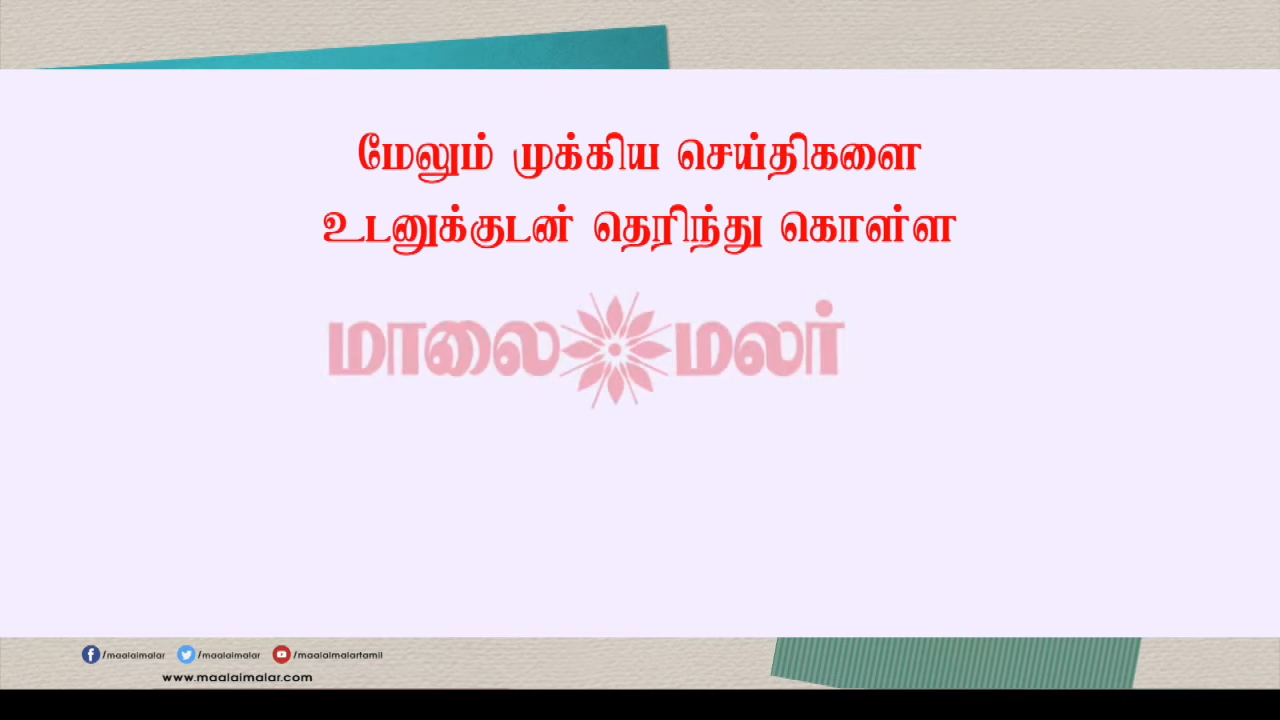 மேலும் முக்கிய செய்திகளை
உடனுக்குடன் தெரிந்து கொள்ள
மாலை மலர்
/maalaimalar /maalaimalar /maalaimalartamil
www.maalaimalar.com